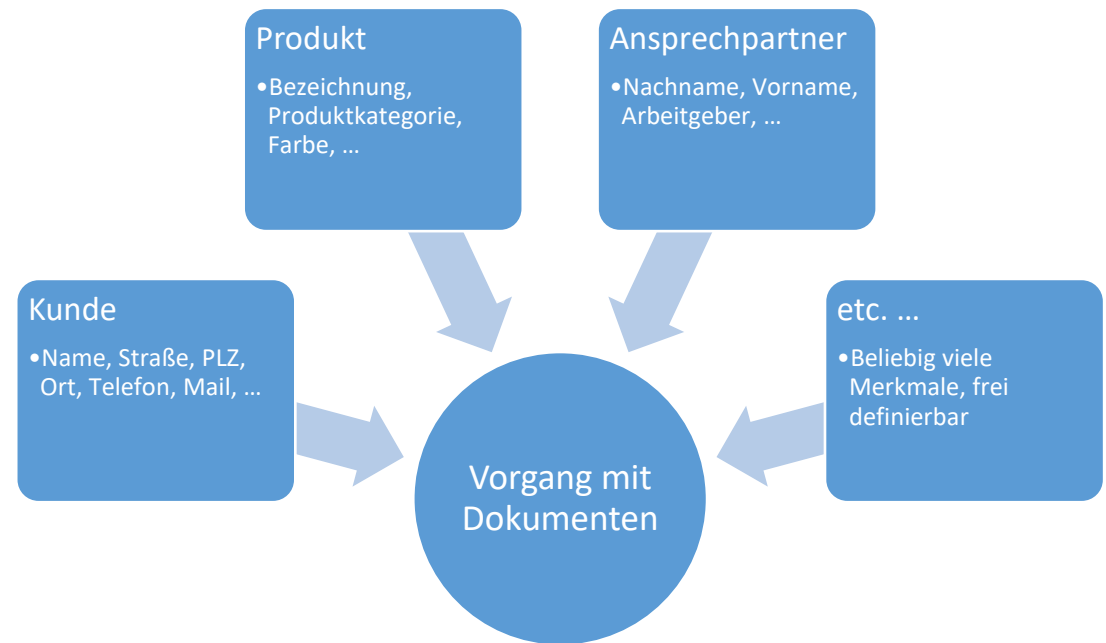 Produkt
•Bezeichnung,
Produktkategorie,
Farbe, …
Ansprechpartner
•Nachname, Vorname,
Arbeitgeber, …
Kunde
•Name, Straße, PLZ,
Ort, Telefon, Mail, …
etc. …
•Beliebig viele
Merkmale, frei
definierbar
Vorgang mit
Dokumenten